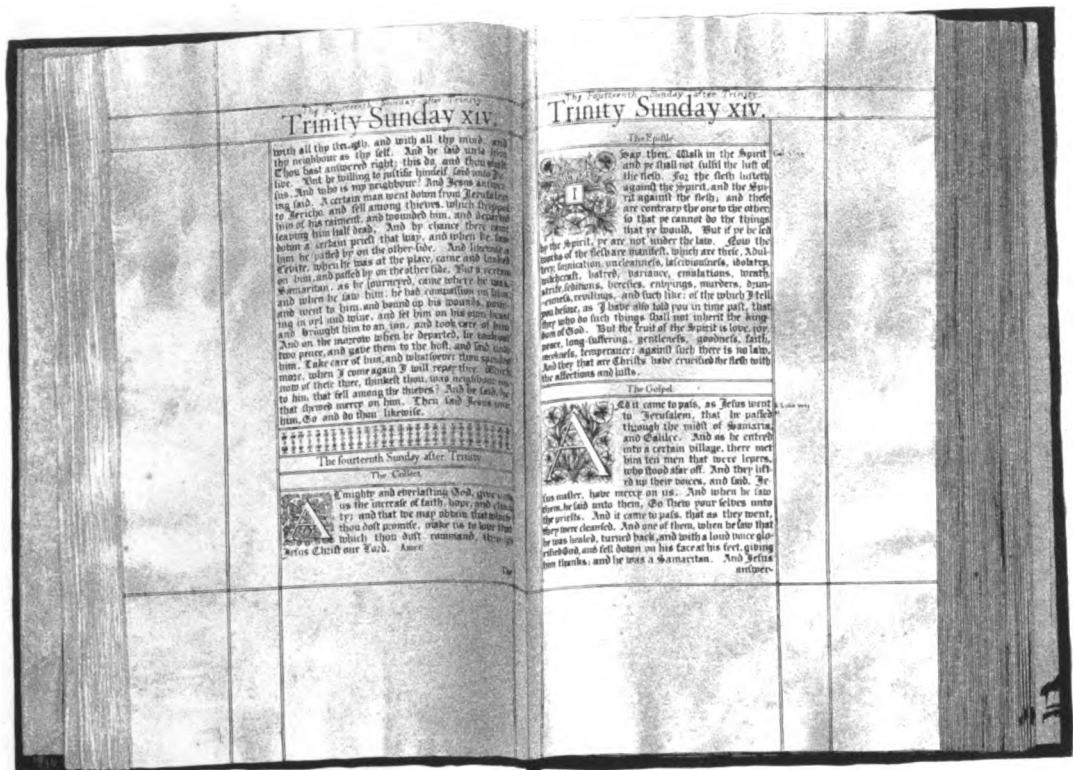 The Fourteenth Sunday after Trinity
Trinity Sunday xiv.
with all thy strength, and with all thy mind, and
thy neighbour as thy self. And he said unto him
Thou hast answered right; this do, and thou shalt
live. But he willing to justifie himself, said unto Je-
sus, And who is my neighbour? And Jesus answer-
ing said, A certain man went down from Jerusalem
to Jericho, and fell among thieves, which stripped
him of his raiment, and wounded him, and departed
leaving him half dead. And by chance there came
down a certain priest that way, and when he saw
him he passed by on the other side. And likewise a
Levite, when he was at the place, came and looked
on him, and passed by on the other side. But a certain
Samaritan, as he journeyed, came where he was,
and when he saw him, he had compassion on him,
and went to him, and bound up his wounds, pour-
ing in oyl and wine, and set him on his own beast
and brought him to an inn, and took care of him
And on the morrow when he departed, he took out
two pence, and gave them to the host, and said unto
him, Take care of him, and whatsoever thou spendest
more, when I come again I will repay thee. Which
now of these three, thinkest thou, was neighbour un-
to him, that fell among the thieves? And he said, he
that shewed mercy on him. Then said Jesus unto
him, Go and do thou likewise.
The fourteenth Sunday after Trinity
The Collect
Almighty and everlasting God, give unto
us the increase of faith, hope, and chari-
ty; and that we may obtain that which
thou dost promise, make us to love that
which thou dost command, through
Jesus Christ our Lord. Amen
The
The Fourteenth Sunday after Trinity
Trinity Sunday xiv.
The Epistle
I Say then, Walk in the Spirit
and ye shall not fulfil the lust of
the flesh. For the flesh lusteth
against the Spirit, and the Spi-
rit against the flesh; and these
are contrary the one to the other;
so that ye cannot do the things
that ye would. But if ye be led
by the Spirit, ye are not under the law. Now the
works of the flesh are manifest, which are these, Adul-
tery, fornication, uncleanness, lasciviousness, idolatry,
witchcraft, hatred, variance, emulations, wrath,
strife, seditions, heresies, envyings, murders, drun-
kenness, revilings, and such like: of the which I tell
you before, as I have also told you in time past, that
they who do such things shall not inherit the king-
dom of God. But the fruit of the Spirit is love, joy,
peace, long-suffering, gentleness, goodness, faith,
meekness, temperance: against such there is no law.
And they that are Christs have crucified the flesh with
the affections and lusts.
The Gospel
And it came to pass, as Jesus went
to Jerusalem, that he passed
through the midst of Samaria,
and Galilee. And as he entred
into a certain village, there met
him ten men that were lepers,
who stood afar off. And they lift-
ed up their voices, and said, Je-
sus master, have mercy on us. And when he saw
them, he said unto them, Go shew your selves unto
the priests. And it came to pass, that as they went,
they were cleansed. And one of them, when he saw that
he was healed, turned back, and with a loud voice glo-
rified God, and fell down on his face at his feet, giving
him thanks; and he was a Samaritan. And Jesus
answer-